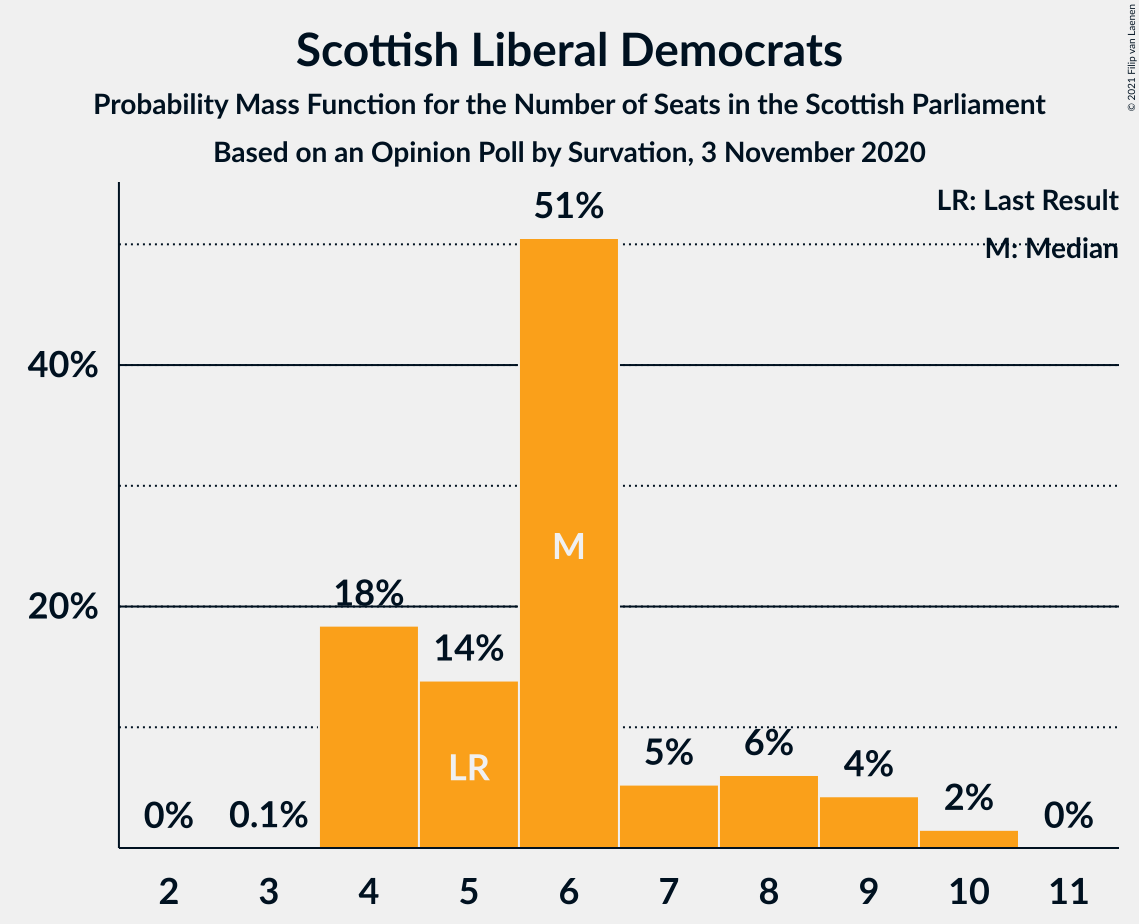 Scottish Liberal Democrats
Probability Mass Function for the Number of Seats in the Scottish Parliament
Based on an Opinion Poll by Survation, 3 November 2020
© 2021 Filip van Laenen
LR: Last Result
M: Median
51%
40%
M
20%
18%
14%
LR
5%
6%
4%
2%
0%
0.1%
0%
2 3 4 5 6 7 8 9 10 11